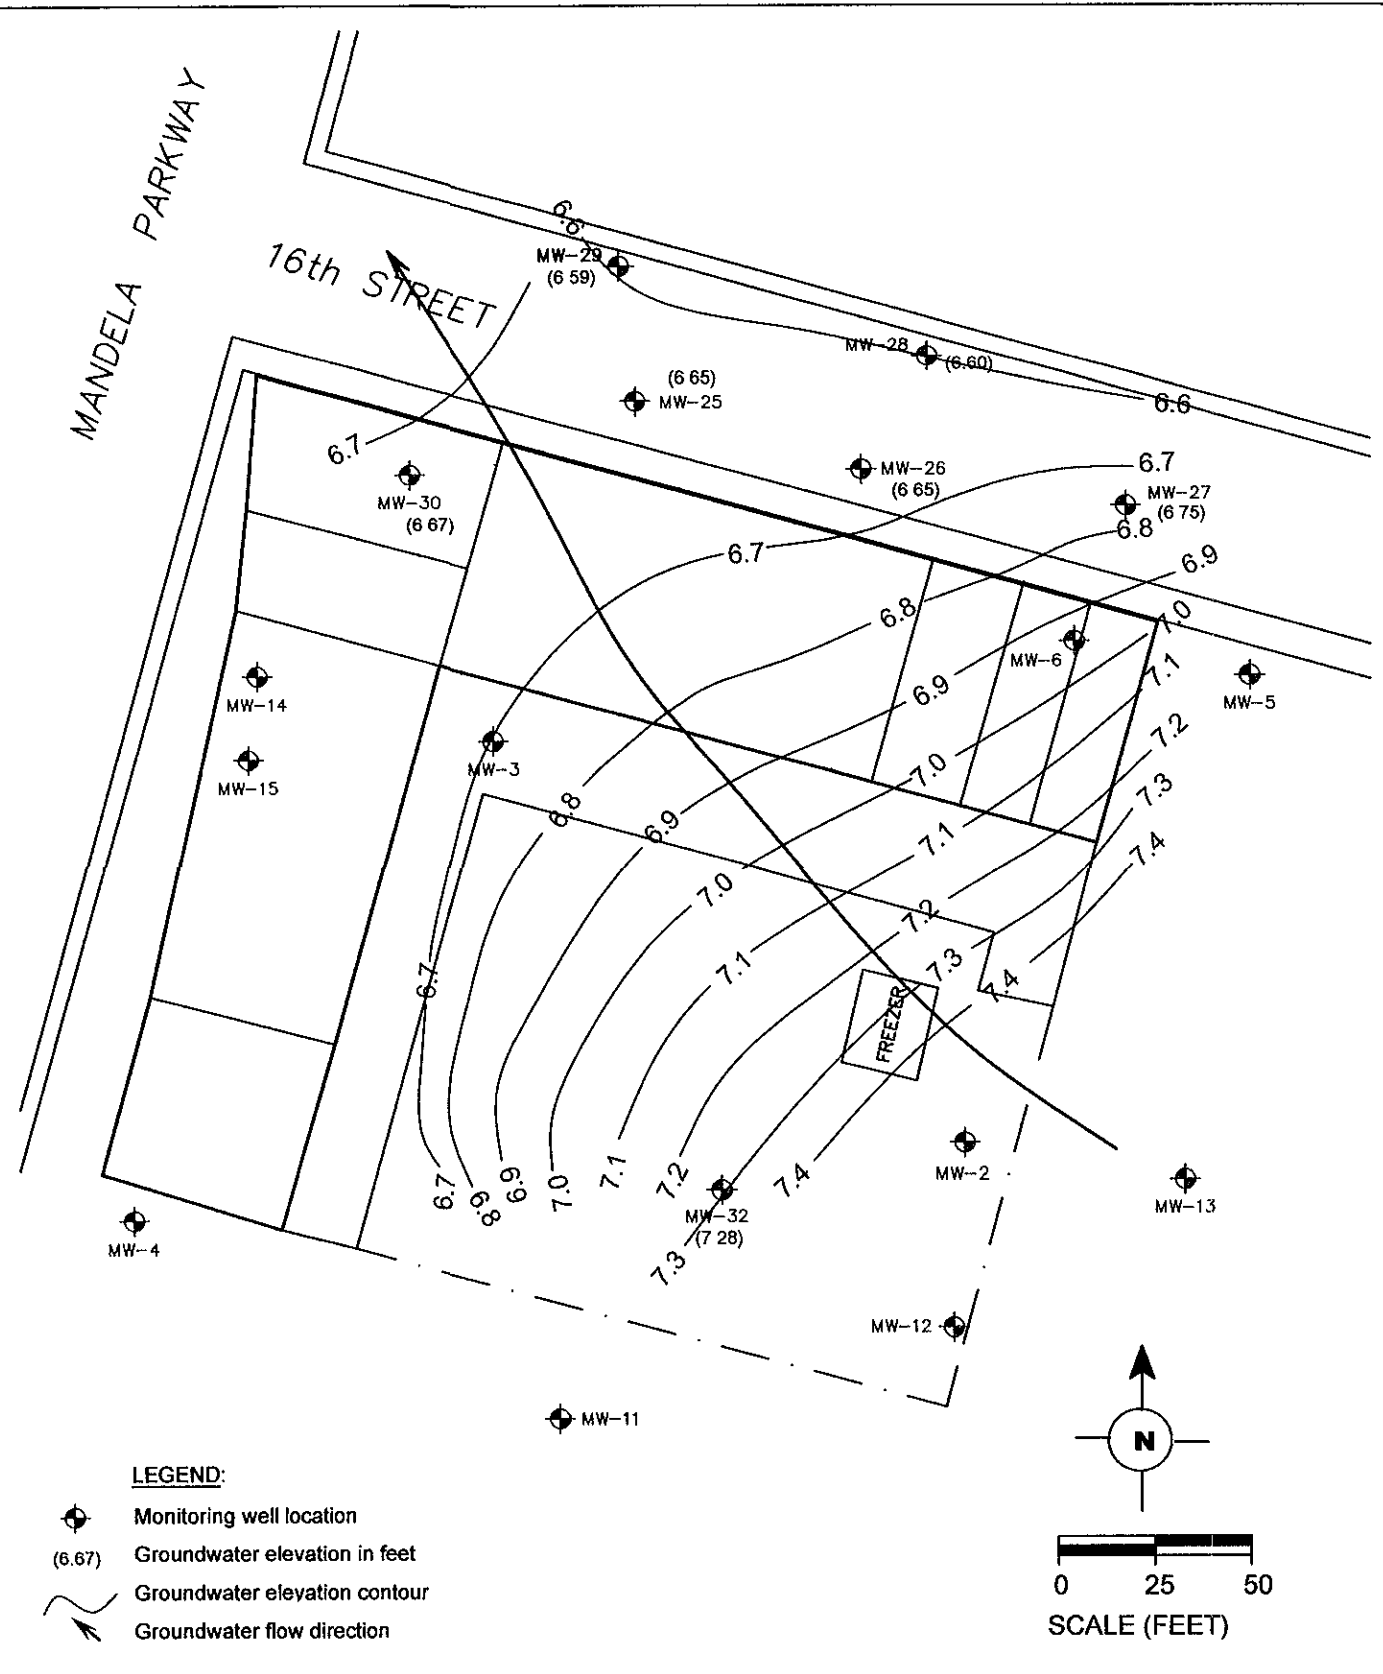 MANDELA PARKWAY
16th STREET
6.6
MW-29
(6 59)
MW-28
(6.60)
6.6
(6 65)
MW-25
6.7
MW-30
(6 67)
MW-26
(6 65)
6.7
MW-27
(6 75)
6.7
6.8
6.9
6.8
7.0
MW-6
7.1
MW-5
6.9
MW-14
7.2
MW-3
MW-15
7.0
7.3
6.8
6.9
7.1
7.4
7.0
7.2
6.7
7.1
7.3
7.4
FREEZER
6.7
6.8
6.9
7.0
7.1
7.2
7.4
MW-2
MW-32
(7 28)
7.3
MW-13
MW-4
MW-12
MW-11
N
LEGEND:
Monitoring well location
(6.67) Groundwater elevation in feet
Groundwater elevation contour
Groundwater flow direction
0 25 50
SCALE (FEET)